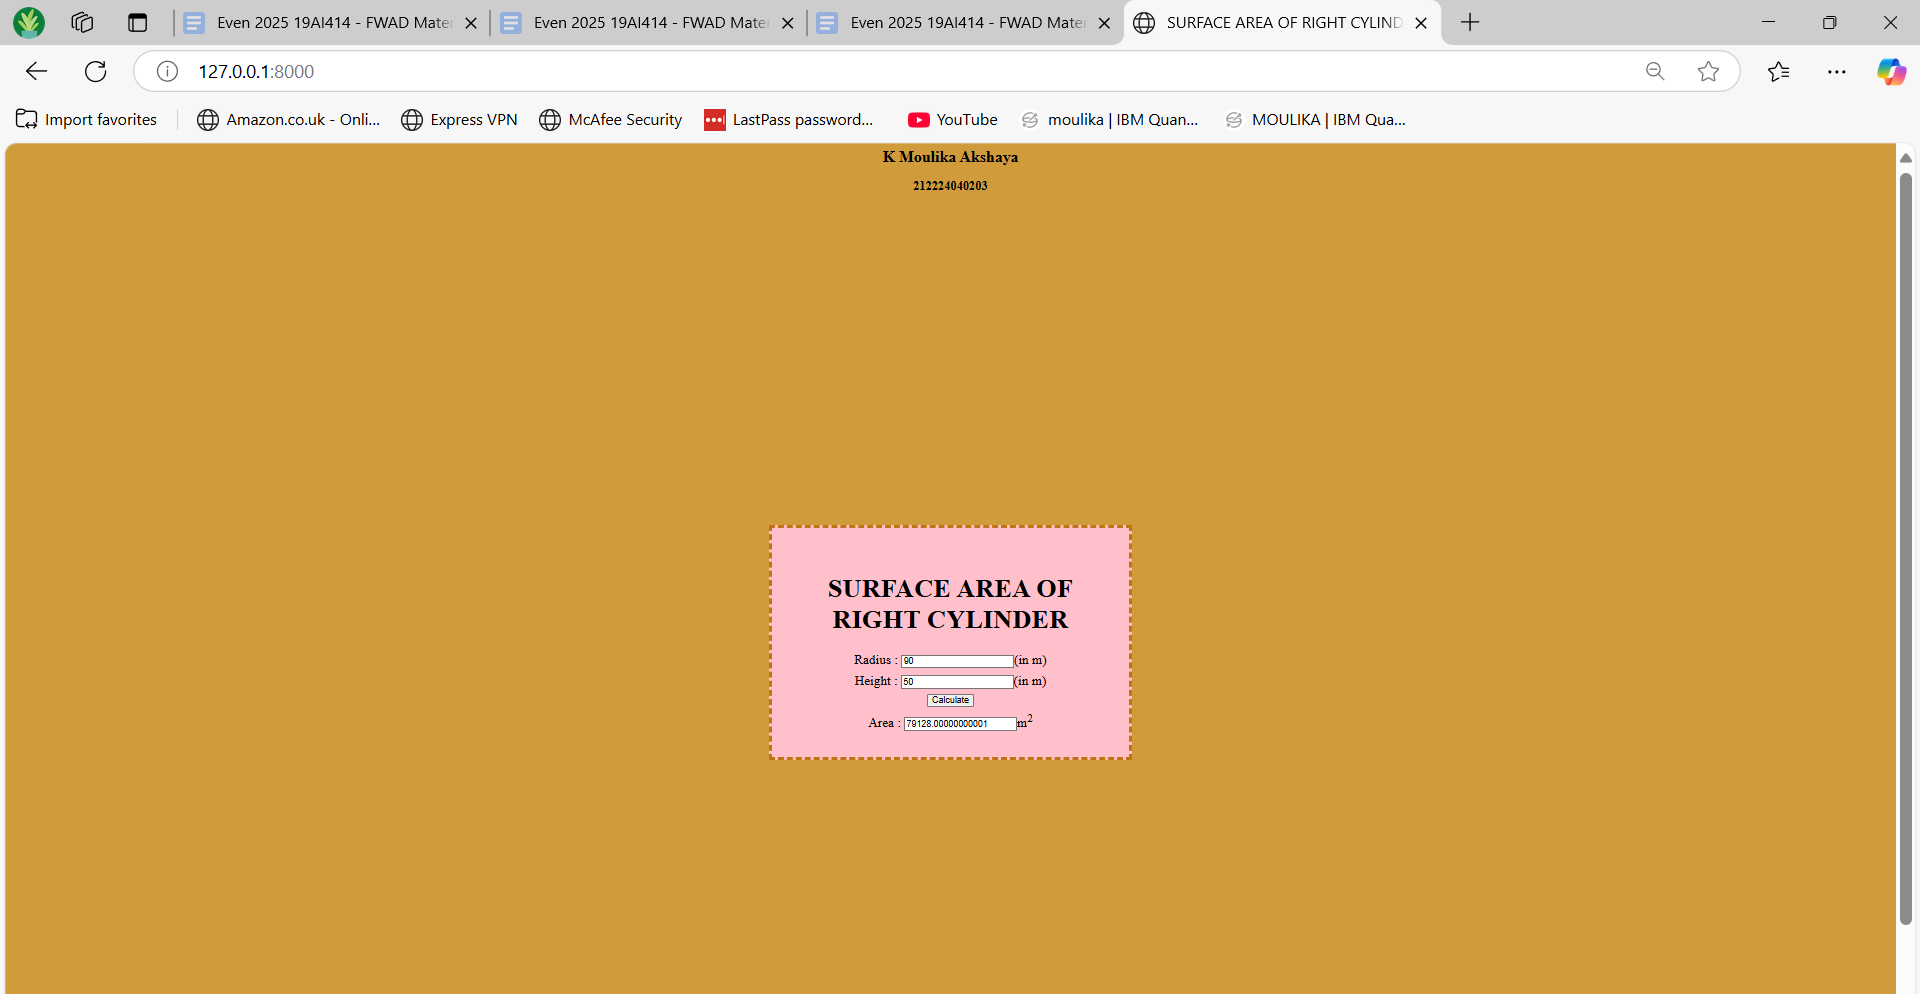 Even 2025 19AI414 - FWAD Mater
Even 2025 19AI414 - FWAD Mate
Even 2025 19AI414 - FWAD Mater
SURFACE AREA OF RIGHT CYLIND
127.0.0.1:8000
Import favorites
Amazon.co.uk - Onli...
Express VPN
McAfee Security
LastPass password...
YouTube
moulika | IBM Quan...
MOULIKA | IBM Qua...
K Moulika Akshaya
212224040203
SURFACE AREA OF
RIGHT CYLINDER
Radius : 90 (in m)
Height : 50 (in m)
Calculate
Area : 79128.00000000001 m²